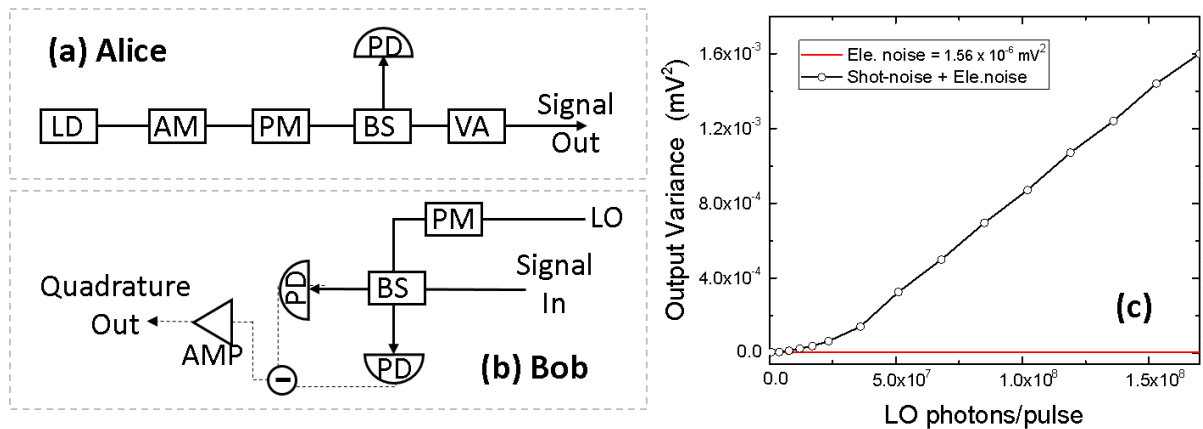 (a) Alice
PD
LD
AM
PM
BS
VA
Signal
Out
PM
LO
Quadrature
Out
PD
BS
Signal
In
AMP
−
PD
(b) Bob
Output Variance (mV²)
1.6x10⁻³
1.2x10⁻³
8.0x10⁻⁴
4.0x10⁻⁴
0.0
Ele. noise = 1.56 x 10⁻⁶ mV²
Shot-noise + Ele.noise
(c)
0.0
5.0x10⁷
1.0x10⁸
1.5x10⁸
LO photons/pulse